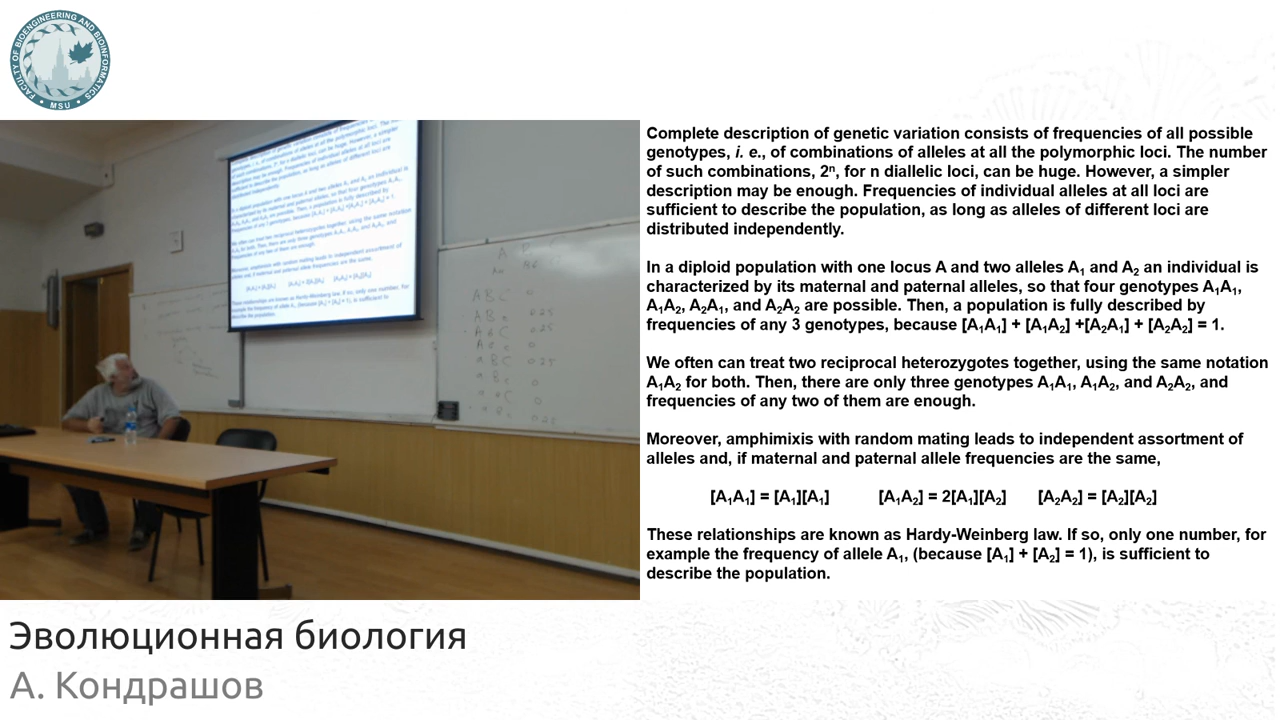 FACULTY OF BIOENGINEERING AND BIOINFORMATICS
• MSU •
Complete description of genetic variation consists of frequencies of all possible
genotypes, i. e., of combinations of alleles at all the polymorphic loci. The number
of such combinations, 2ⁿ, for n diallelic loci, can be huge. However, a simpler
description may be enough. Frequencies of individual alleles at all loci are
sufficient to describe the population, as long as alleles of different loci are
distributed independently.
In a diploid population with one locus A and two alleles A₁ and A₂ an individual is
characterized by its maternal and paternal alleles, so that four genotypes A₁A₁,
A₁A₂, A₂A₁, and A₂A₂ are possible. Then, a population is fully described by
frequencies of any 3 genotypes, because [A₁A₁] + [A₁A₂] +[A₂A₁] + [A₂A₂] = 1.
We often can treat two reciprocal heterozygotes together, using the same notation
A₁A₂ for both. Then, there are only three genotypes A₁A₁, A₁A₂, and A₂A₂, and
frequencies of any two of them are enough.
Moreover, amphimixis with random mating leads to independent assortment of
alleles and, if maternal and paternal allele frequencies are the same,
[A₁A₁] = [A₁][A₁] [A₁A₂] = 2[A₁][A₂] [A₂A₂] = [A₂][A₂]
These relationships are known as Hardy-Weinberg law. If so, only one number, for
example the frequency of allele A₁, (because [A₁] + [A₂] = 1), is sufficient to
describe the population.
Эволюционная биология
А. Кондрашов